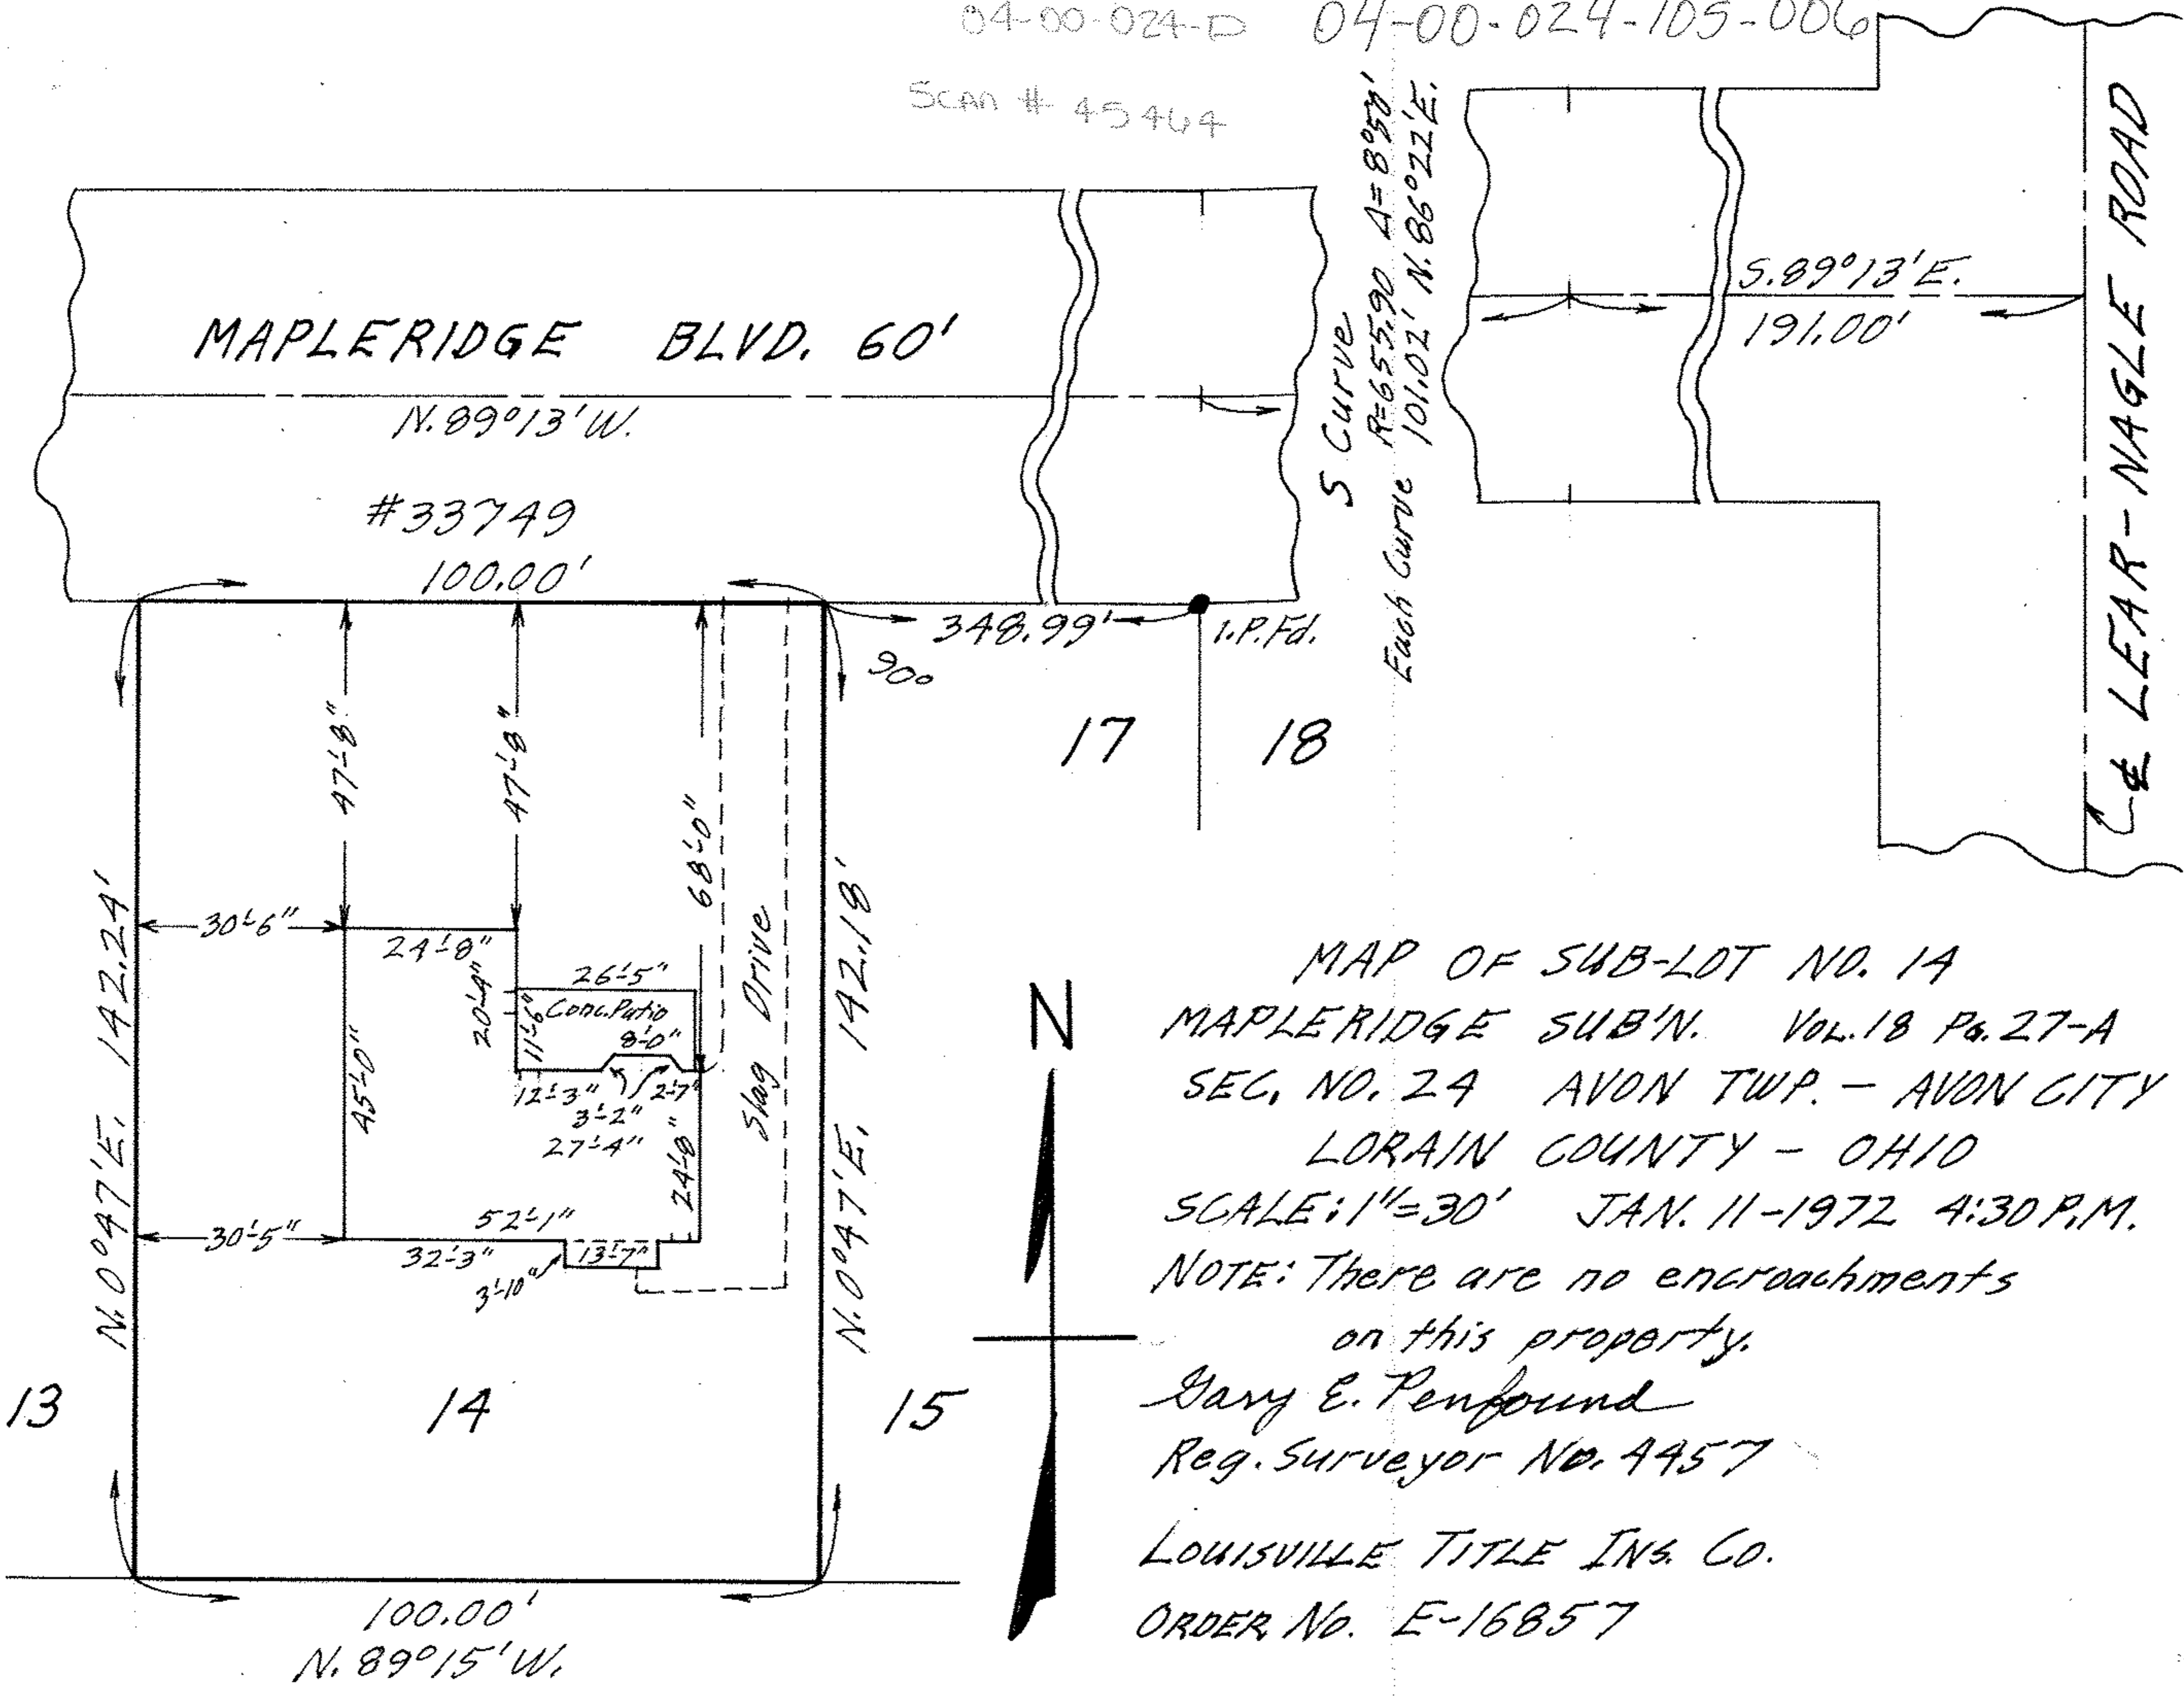 04-00-024-D 04-00-024-105-006
Scan # 45464
MAPLERIDGE BLVD. 60'
N.89°13'W.
#33749
100.00'
348.99'
I.P.Fd.
90°
S Curve
Each Curve R=655.90 Δ=8°50'
101.02' N.86°22'E.
S.89°13'E.
191.00'
℄ LEAR-NAGLE ROAD
17
18
47'-8"
47'-8"
68'-0"
N.0°47'E. 142.24'
30'-6"
24'-8"
20'-4"
26'-5"
Conc. Patio
11'-6"
8'-0"
12'-3"
3'-2"
2'-7"
27'-4"
45'-0"
24'-8"
Slag Drive
N.0°47'E. 142.18'
30'-5"
52'-1"
32'-3"
13'-7"
3'-10"
13
14
15
100.00'
N.89°15'W.
N
MAP OF SUB-LOT NO. 14
MAPLERIDGE SUB'N. VOL.18 PG.27-A
SEC. NO. 24 AVON TWP. - AVON CITY
LORAIN COUNTY - OHIO
SCALE: 1"=30' JAN. 11-1972 4:30 P.M.
NOTE: There are no encroachments
on this property.
Gary E. Penfound
Reg. Surveyor No. 4457
LOUISVILLE TITLE INS. CO.
ORDER NO. E-16857